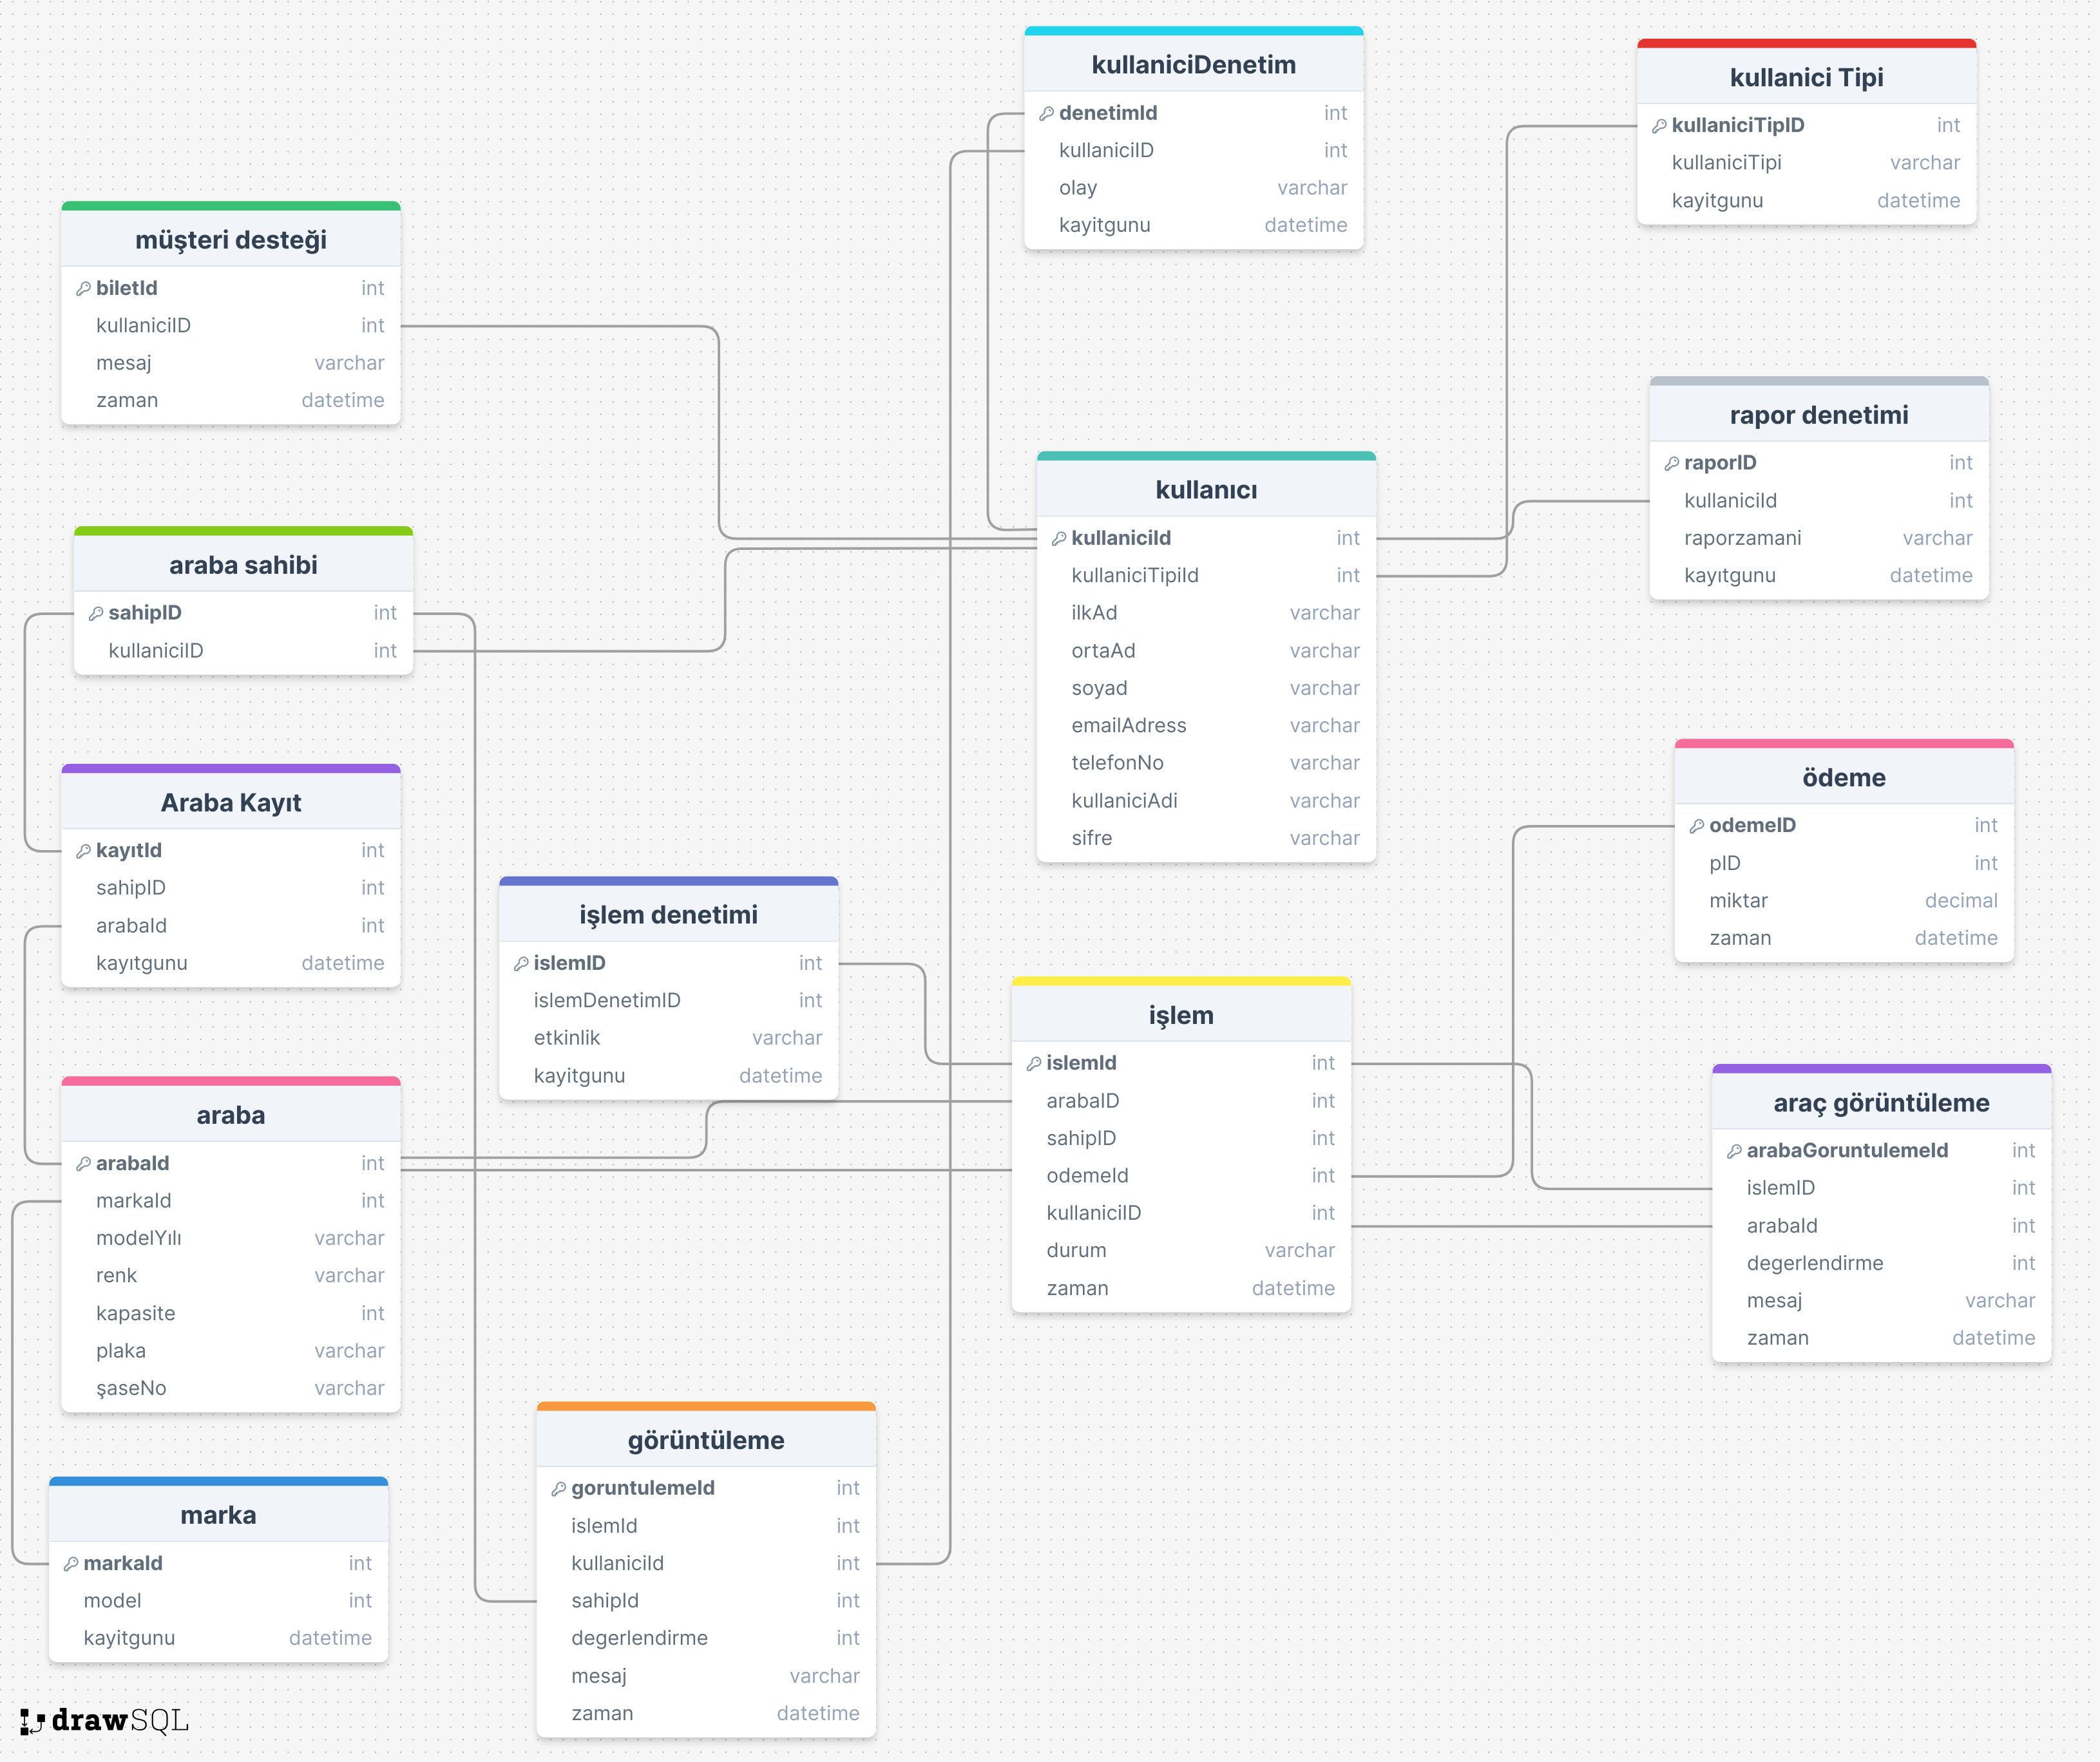 kullaniciDenetim
denetimId int
kullaniciID int
olay varchar
kayitgunu datetime
kullanici Tipi
kullaniciTipID int
kullaniciTipi varchar
kayitgunu datetime
müşteri desteği
biletId int
kullaniciID int
mesaj varchar
zaman datetime
rapor denetimi
raporID int
kullaniciId int
raporzamani varchar
kayıtgunu datetime
kullanıcı
kullaniciId int
kullaniciTipiId int
ilkAd varchar
ortaAd varchar
soyad varchar
emailAdress varchar
telefonNo varchar
kullaniciAdi varchar
sifre varchar
araba sahibi
sahipID int
kullaniciID int
Araba Kayıt
kayıtId int
sahipID int
arabaId int
kayıtgunu datetime
ödeme
odemeID int
pID int
miktar decimal
zaman datetime
işlem denetimi
islemID int
islemDenetimID int
etkinlik varchar
kayitgunu datetime
işlem
islemId int
arabaID int
sahipID int
odemeId int
kullaniciID int
durum varchar
zaman datetime
araç görüntüleme
arabaGoruntulemeId int
islemID int
arabaId int
degerlendirme int
mesaj varchar
zaman datetime
araba
arabaId int
markaId int
modelYılı varchar
renk varchar
kapasite int
plaka varchar
şaseNo varchar
görüntüleme
goruntulemeId int
islemId int
kullaniciId int
sahipId int
degerlendirme int
mesaj varchar
zaman datetime
marka
markaId int
model int
kayitgunu datetime
drawSQL